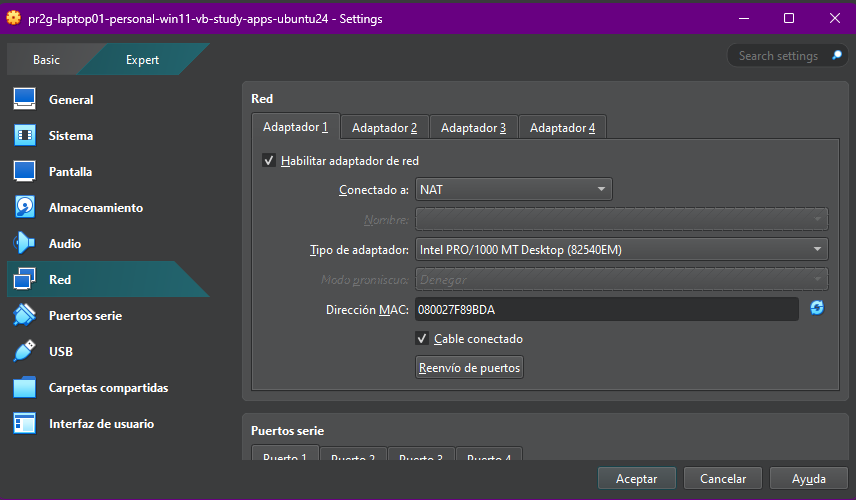 pr2g-laptop01-personal-win11-vb-study-apps-ubuntu24 - Settings
Basic
Expert
Search settings
General
Sistema
Pantalla
Almacenamiento
Audio
Red
Puertos serie
USB
Carpetas compartidas
Interfaz de usuario
Red
Adaptador 1
Adaptador 2
Adaptador 3
Adaptador 4
Habilitar adaptador de red
Conectado a: NAT
Nombre:
Tipo de adaptador: Intel PRO/1000 MT Desktop (82540EM)
Modo promiscuo: Denegar
Dirección MAC: 080027F89BDA
Cable conectado
Reenvío de puertos
Puertos serie
Puerto 1
Puerto 2
Puerto 3
Puerto 4
Aceptar
Cancelar
Ayuda